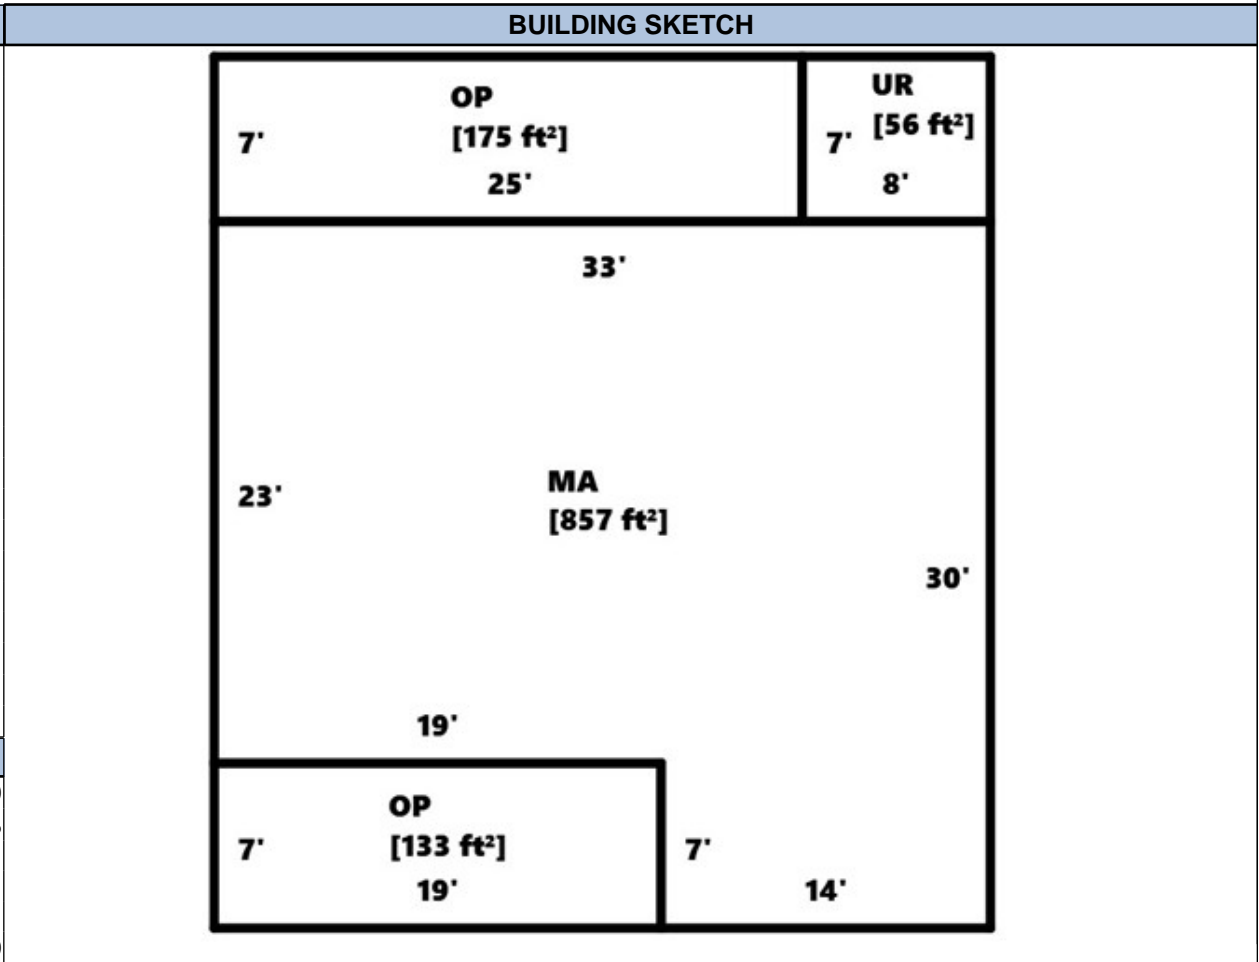 BUILDING SKETCH
OP
[175 ft²]
7'
25'
UR
[56 ft²]
7'
8'
33'
23'
MA
[857 ft²]
30'
19'
OP
[133 ft²]
7'
19'
7'
14'